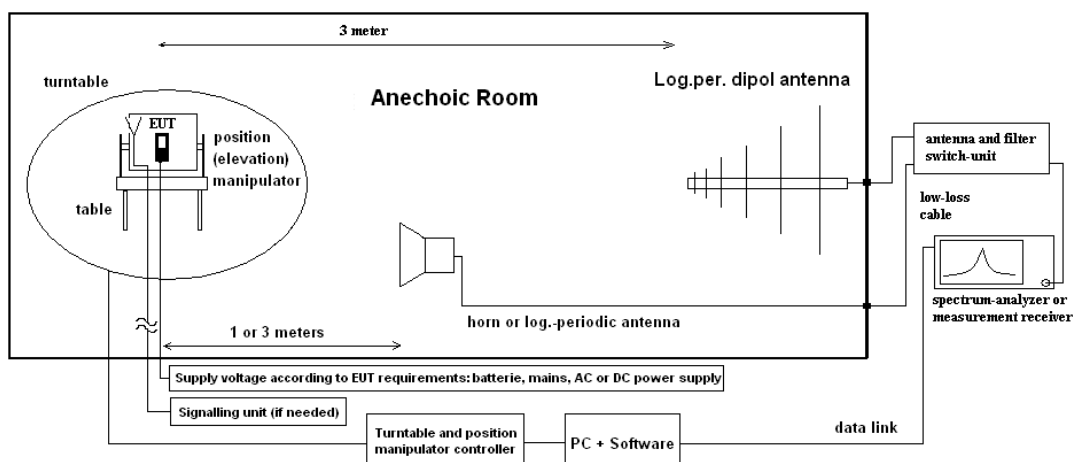 3 meter
turntable
Log.per. dipol antenna
Anechoic Room
EUT
position
(elevation)
manipulator
table
antenna and filter
switch-unit
low-loss
cable
spectrum-analyzer or
measurement receiver
horn or log.-periodic antenna
1 or 3 meters
Supply voltage according to EUT requirements: batterie, mains, AC or DC power supply
Signalling unit (if needed)
Turntable and position
manipulator controller
PC + Software
data link